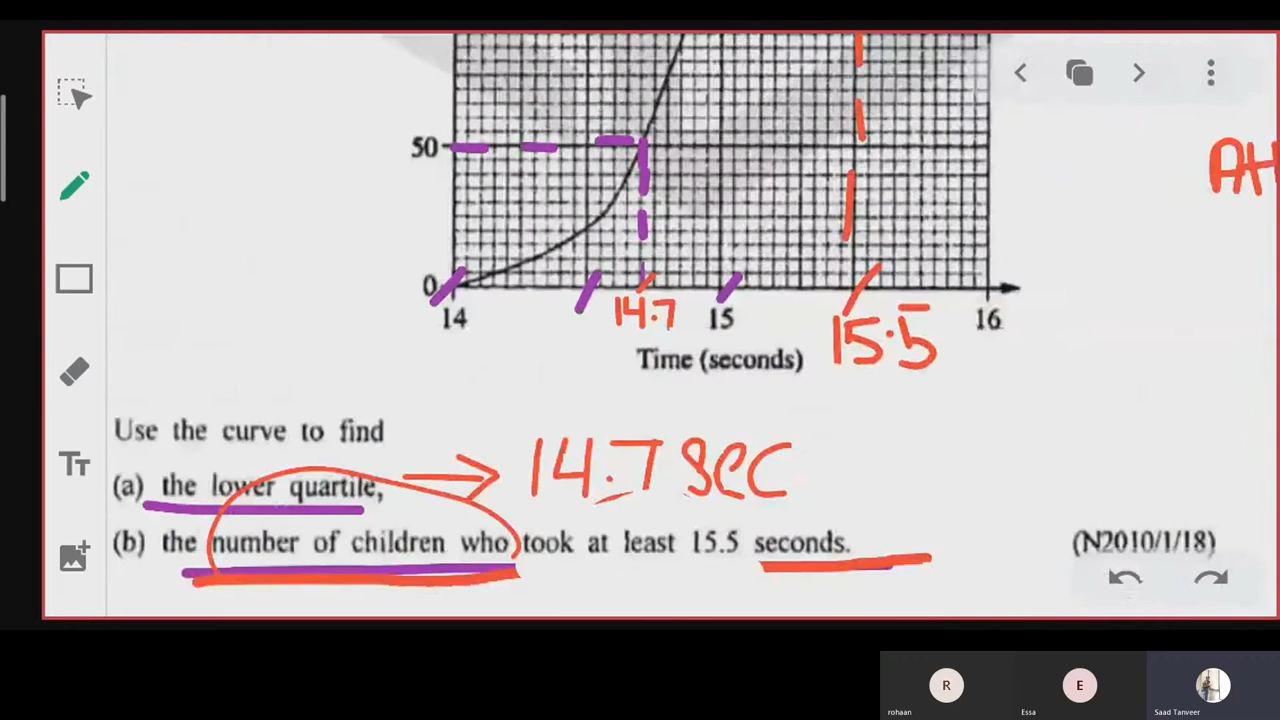 50
AH
0
14
14.7
15
15.5
16
Time (seconds)
Use the curve to find
(a) the lower quartile,
14.7 sec
(b) the number of children who took at least 15.5 seconds.
(N2010/1/18)
TT
R
E
rohaan
Essa
Saad Tanveer